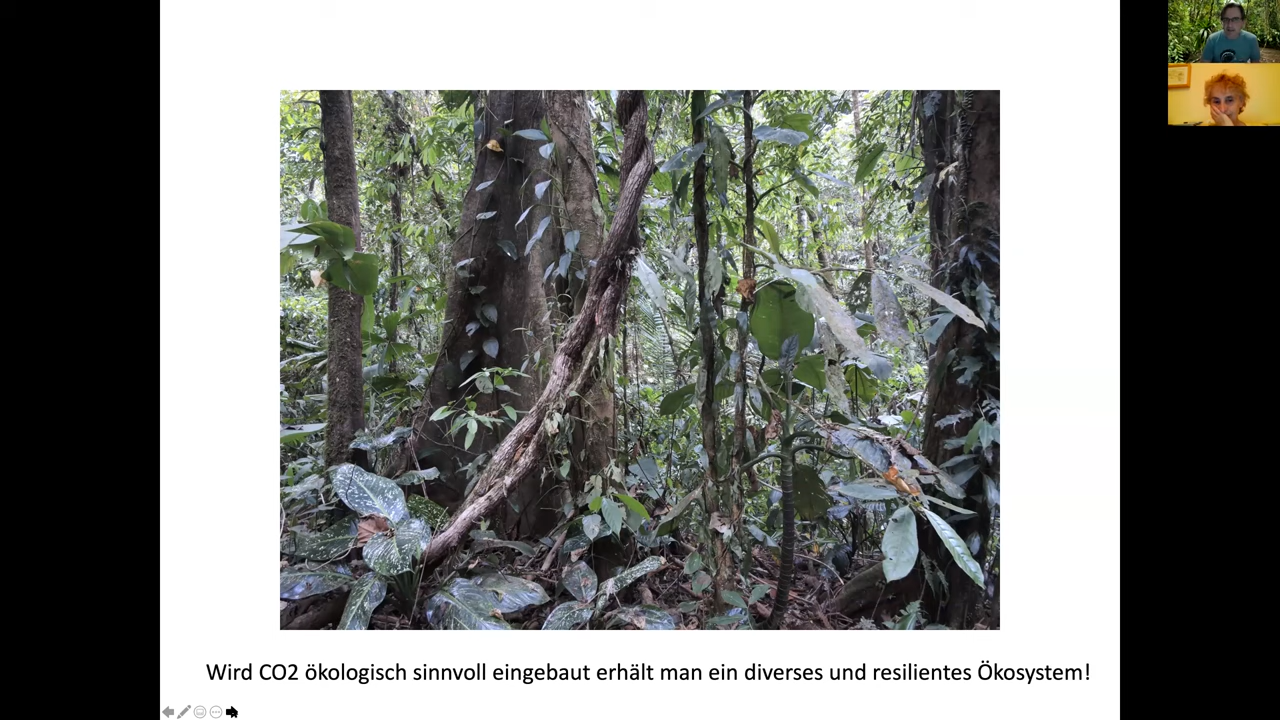 Wird CO2 ökologisch sinnvoll eingebaut erhält man ein diverses und resilientes Ökosystem!